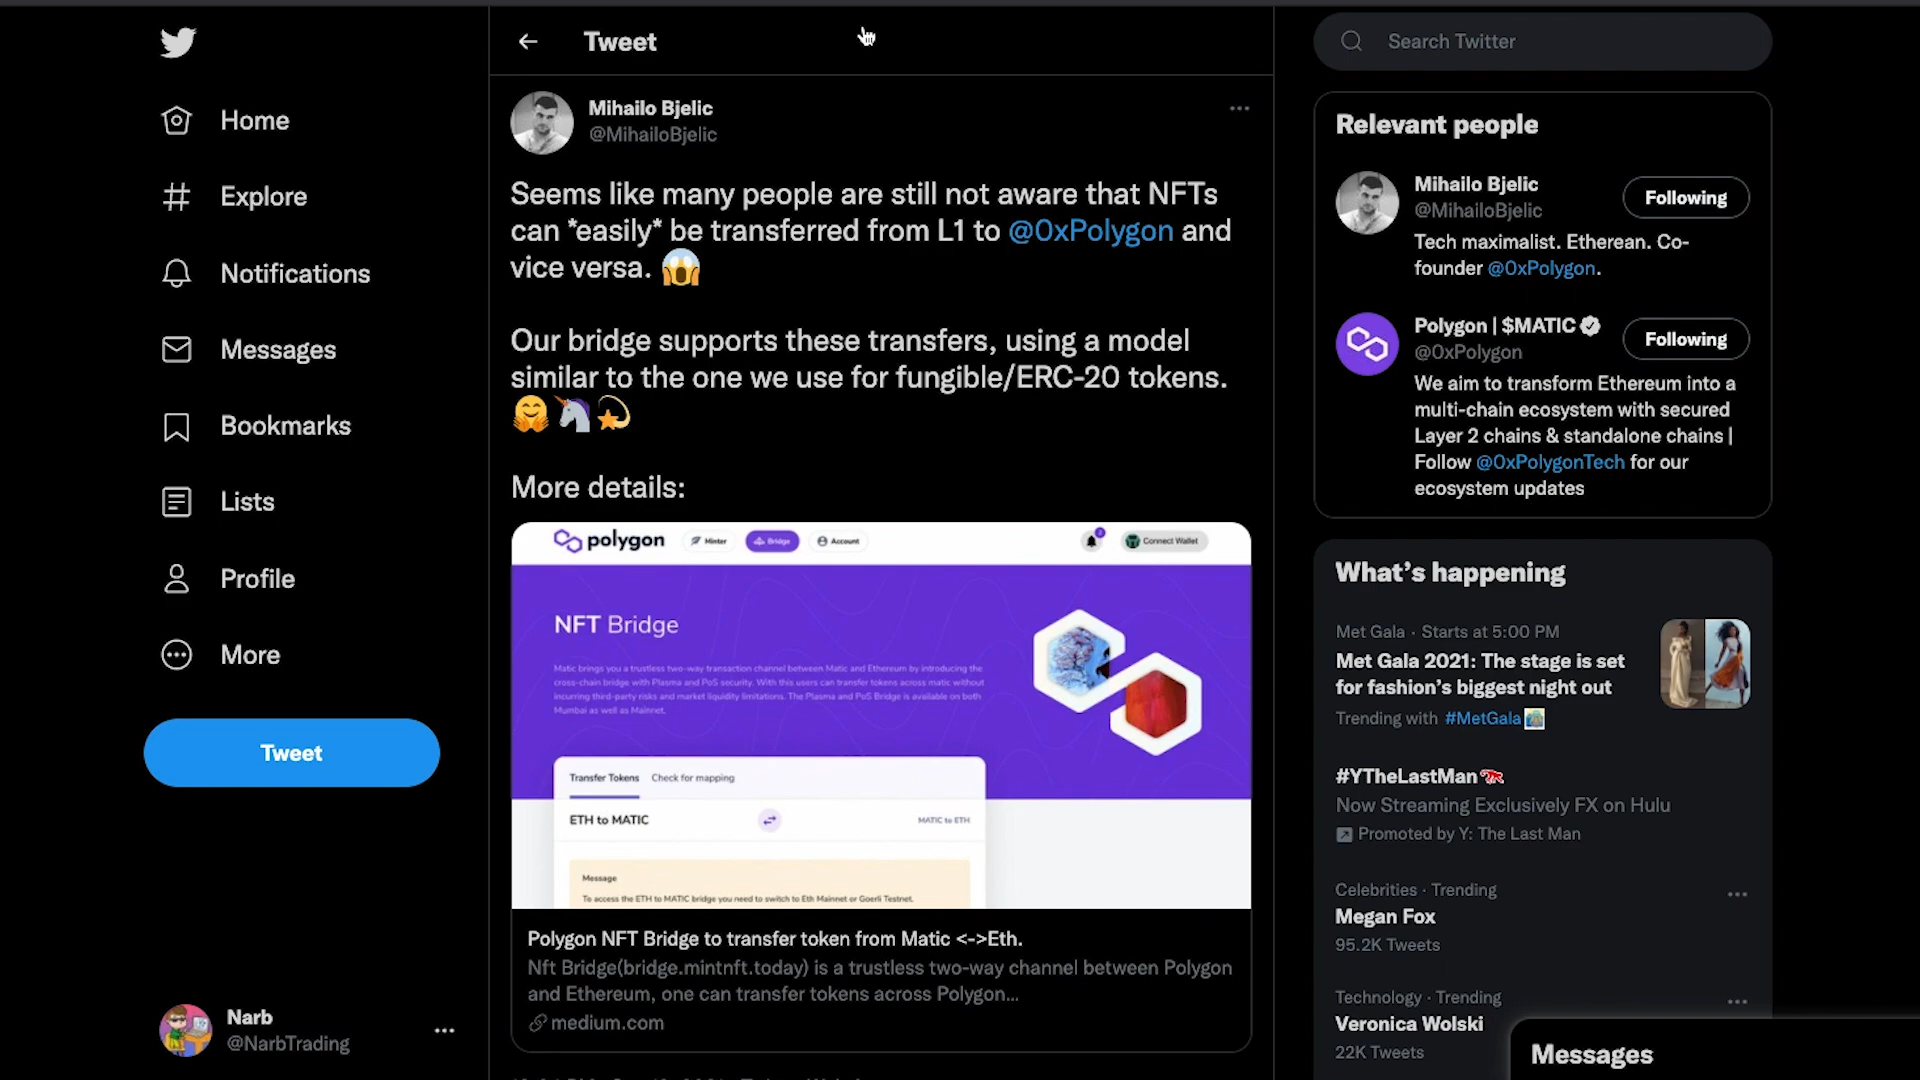 Home
Explore
Notifications
Messages
Bookmarks
Lists
Profile
More
Tweet
Narb
@NarbTrading
Tweet
Mihailo Bjelic
@MihailoBjelic
Seems like many people are still not aware that NFTs
can *easily* be transferred from L1 to @0xPolygon and
vice versa. 😱
Our bridge supports these transfers, using a model
similar to the one we use for fungible/ERC-20 tokens.
🤗🦄💫
More details:
polygon Minter Bridge Account Connect Wallet
NFT Bridge
Matic brings you a trustless two-way transaction channel between Matic and Ethereum by introducing the
cross-chain bridge with Plasma and PoS security. With this users can transfer tokens across matic without
incurring third-party risks and market liquidity limitations. The Plasma and PoS Bridge is available on both
Mumbai as well as Mainnet.
Transfer Tokens Check for mapping
ETH to MATIC MATIC to ETH
Message
To access the ETH to MATIC bridge you need to switch to Eth Mainnet or Goerli Testnet.
Polygon NFT Bridge to transfer token from Matic <->Eth.
Nft Bridge(bridge.mintnft.today) is a trustless two-way channel between Polygon
and Ethereum, one can transfer tokens across Polygon...
medium.com
Search Twitter
Relevant people
Mihailo Bjelic
@MihailoBjelic
Following
Tech maximalist. Etherean. Co-
founder @0xPolygon.
Polygon | $MATIC
@0xPolygon
Following
We aim to transform Ethereum into a
multi-chain ecosystem with secured
Layer 2 chains & standalone chains |
Follow @0xPolygonTech for our
ecosystem updates
What's happening
Met Gala · Starts at 5:00 PM
Met Gala 2021: The stage is set
for fashion's biggest night out
Trending with #MetGala
#YTheLastMan
Now Streaming Exclusively FX on Hulu
Promoted by Y: The Last Man
Celebrities · Trending
Megan Fox
95.2K Tweets
Technology · Trending
Veronica Wolski
22K Tweets
Messages